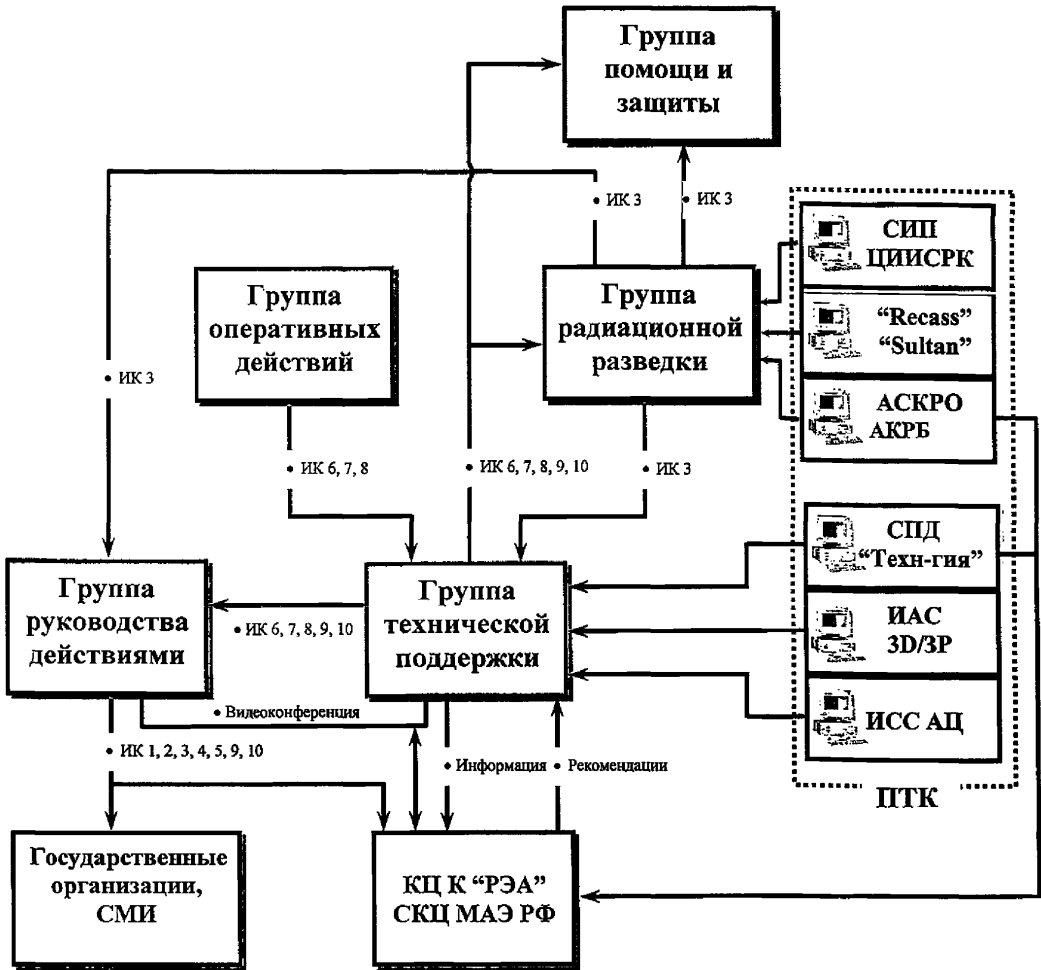 Группа
помощи и
защиты
• ИК 3
• ИК 3
СИП
ЦИИСРК
Группа
оперативных
действий
Группа
радиационной
разведки
“Recass”
“Sultan”
• ИК 3
АСКРО
АКРБ
• ИК 6, 7, 8
• ИК 6, 7, 8, 9, 10
• ИК 3
СПД
“Техн-гия”
Группа
руководства
действиями
• ИК 6, 7, 8, 9, 10
Группа
технической
поддержки
ИАС
3D/ЗР
• Видеоконференция
ИСС АЦ
• ИК 1, 2, 3, 4, 5, 9, 10
• Информация
• Рекомендации
ПТК
Государственные
организации,
СМИ
КЦ К “РЭА”
СКЦ МАЭ РФ